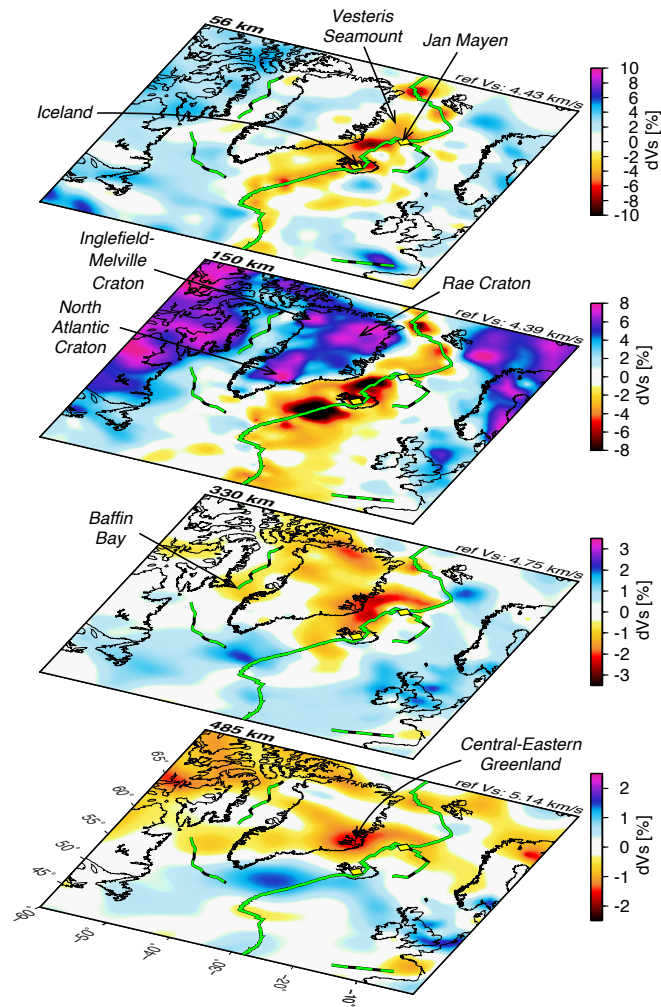 Vesteris
Seamount
Jan Mayen
Iceland
56 km
ref Vs: 4.43 km/s
10
8
6
4
2
0
-2
-4
-6
-8
-10
dVs [%]
Inglefield-
Melville
Craton
North
Atlantic
Craton
Rae Craton
150 km
ref Vs: 4.39 km/s
8
6
4
2
0
-2
-4
-6
-8
dVs [%]
Baffin
Bay
330 km
ref Vs: 4.75 km/s
3
2
1
0
-1
-2
-3
dVs [%]
Central-Eastern
Greenland
485 km
ref Vs: 5.14 km/s
2
1
0
-1
-2
dVs [%]
65°
60°
55°
50°
45°
-60°
-50°
-40°
-30°
-20°
-10°